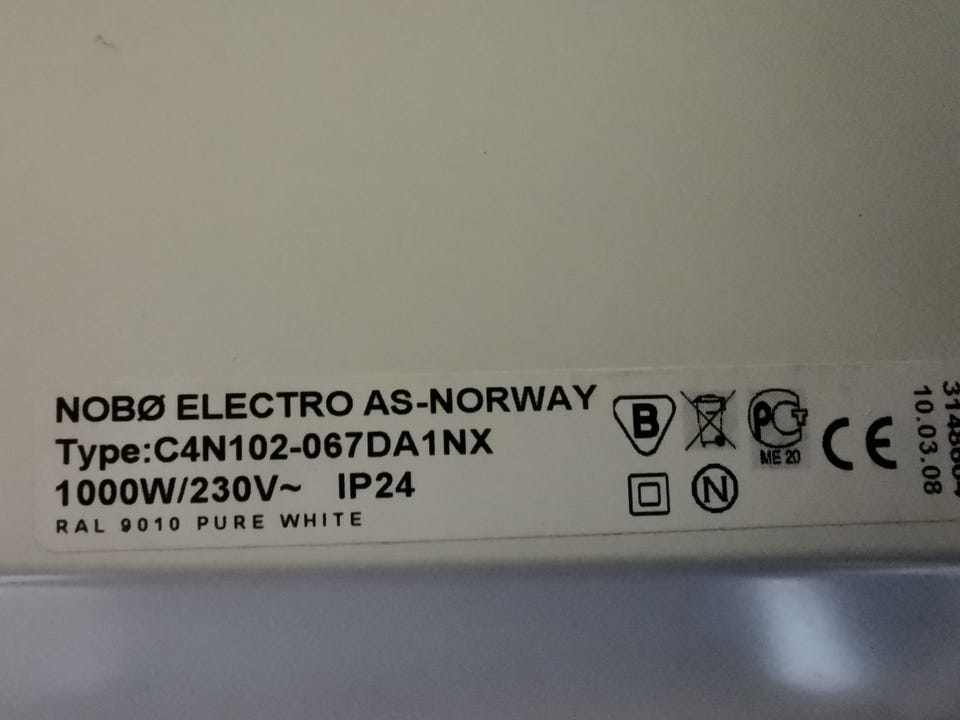 NOBØ ELECTRO AS-NORWAY
Type:C4N102-067DA1NX
1000W/230V~ IP24
RAL 9010 PURE WHITE
B
PCT
ME 20
CE
N
10.03.08